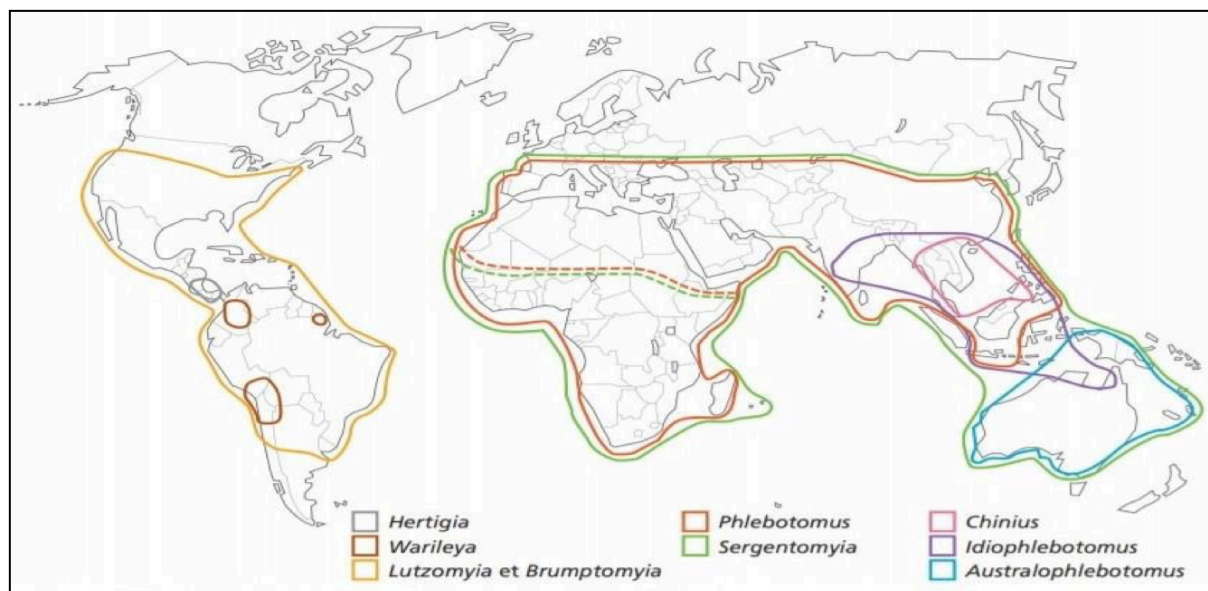 Hertigia
Warileya
Lutzomyia et Brumptomyia
Phlebotomus
Sergentomyia
Chinius
Idiophlebotomus
Australophlebotomus